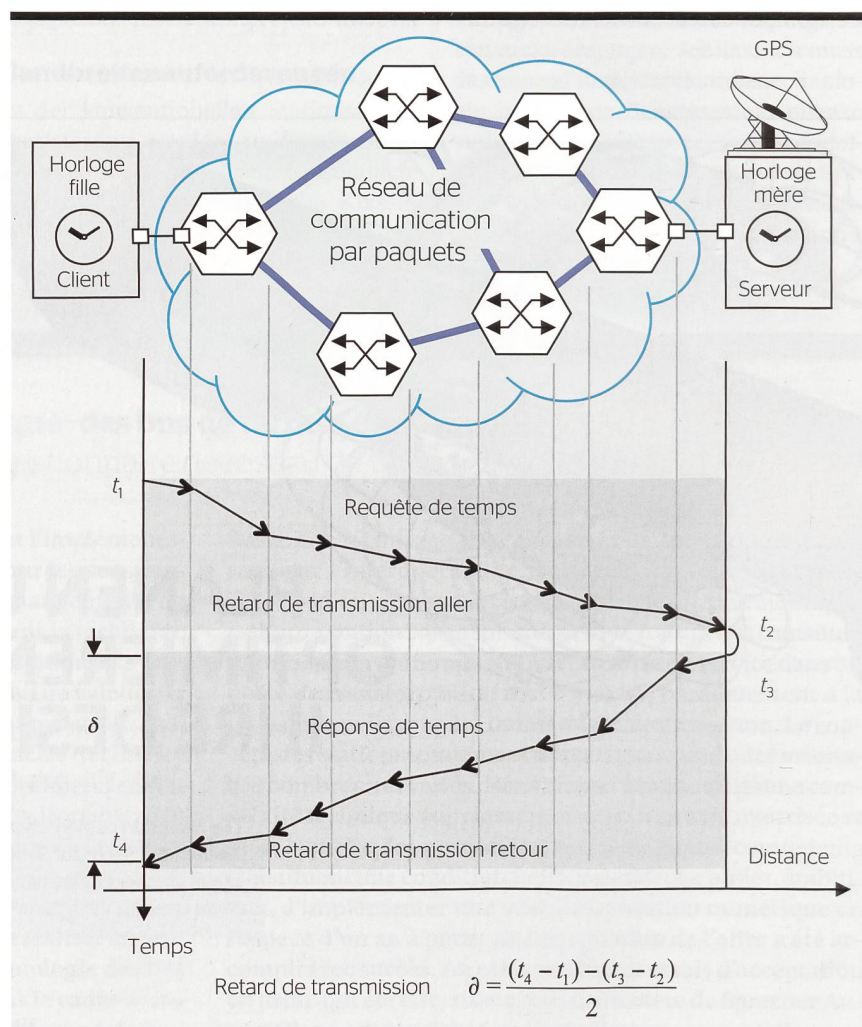 GPS
Horloge
fille
Client
Réseau de
communication
par paquets
Horloge
mère
Serveur
t1
Requête de temps
Retard de transmission aller
t2
t3
δ
Réponse de temps
t4
Retard de transmission retour
Distance
Temps
Retard de transmission ∂ = (t4 – t1) – (t3 – t2) / 2